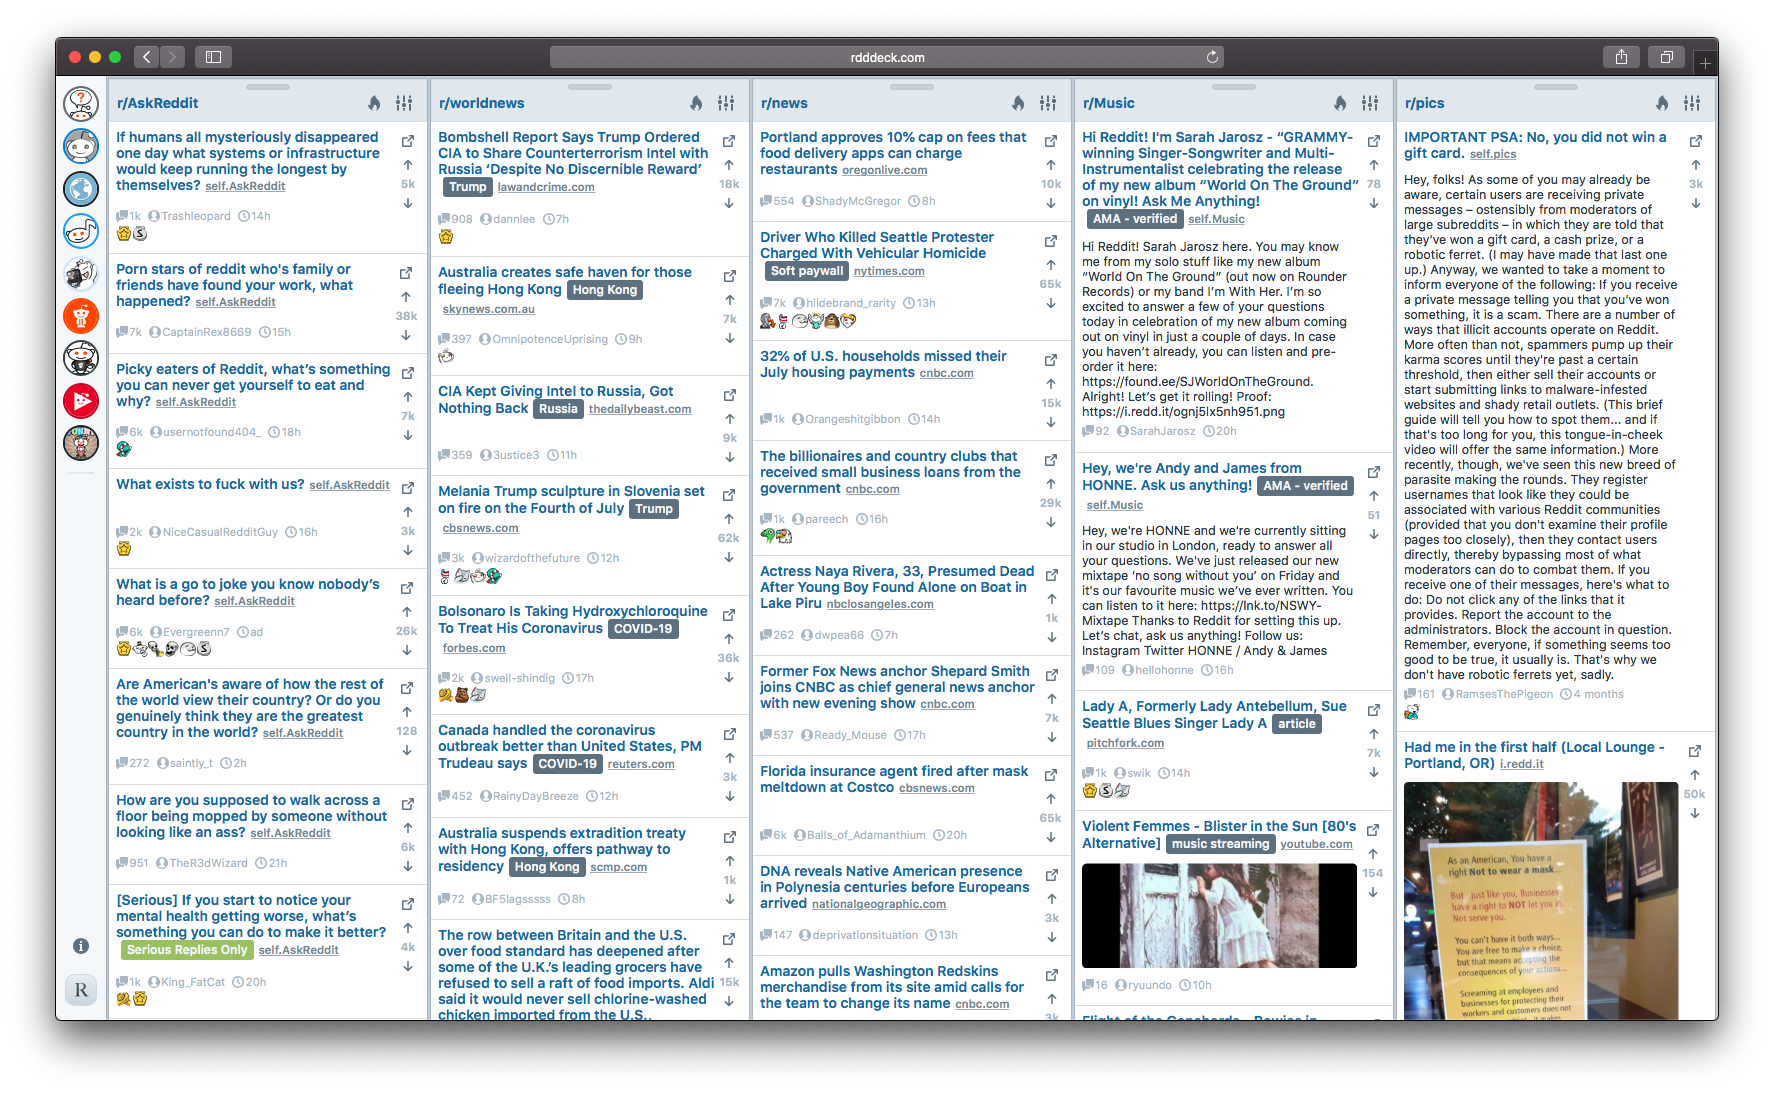 rdddeck.com
r/AskReddit
If humans all mysteriously disappeared
one day what systems or infrastructure
would keep running the longest by
themselves? self.AskReddit
5k
1k Trashleopard 14h
Porn stars of reddit who's family or
friends have found your work, what
happened? self.AskReddit
38k
7k CaptainRex8669 15h
Picky eaters of Reddit, what's something
you can never get yourself to eat and
why? self.AskReddit
7k
6k usernotfound404_ 18h
What exists to fuck with us? self.AskReddit
3k
2k NiceCasualRedditGuy 16h
What is a go to joke you know nobody's
heard before? self.AskReddit
26k
6k Evergreenn7 ad
Are American's aware of how the rest of
the world view their country? Or do you
genuinely think they are the greatest
country in the world? self.AskReddit
128
272 saintly_t 2h
How are you supposed to walk across a
floor being mopped by someone without
looking like an ass? self.AskReddit
6k
951 TheR3dWizard 21h
[Serious] If you start to notice your
mental health getting worse, what's
something you can do to make it better?
Serious Replies Only self.AskReddit
4k
1k King_FatCat 20h
R
r/worldnews
Bombshell Report Says Trump Ordered
CIA to Share Counterterrorism Intel with
Russia 'Despite No Discernible Reward'
Trump lawandcrime.com
18k
908 dannlee 7h
Australia creates safe haven for those
fleeing Hong Kong Hong Kong
skynews.com.au
7k
397 OmnipotenceUprising 9h
CIA Kept Giving Intel to Russia, Got
Nothing Back Russia thedailybeast.com
9k
359 3ustice3 11h
Melania Trump sculpture in Slovenia set
on fire on the Fourth of July Trump
cbsnews.com
62k
3k wizardofthefuture 12h
Bolsonaro Is Taking Hydroxychloroquine
To Treat His Coronavirus COVID-19
forbes.com
36k
2k swell-shindig 17h
Canada handled the coronavirus
outbreak better than United States, PM
Trudeau says COVID-19 reuters.com
3k
452 RainyDayBreeze 12h
Australia suspends extradition treaty
with Hong Kong, offers pathway to
residency Hong Kong scmp.com
1k
72 BF5lagsssss 8h
The row between Britain and the U.S.
over food standard has deepened after
some of the U.K.'s leading grocers have
refused to sell a raft of food imports. Aldi
said it would never sell chlorine-washed
chicken imported from the U.S..
15k
r/news
Portland approves 10% cap on fees that
food delivery apps can charge
restaurants oregonlive.com
10k
554 ShadyMcGregor 8h
Driver Who Killed Seattle Protester
Charged With Vehicular Homicide
Soft paywall nytimes.com
65k
7k hildebrand_rarity 13h
32% of U.S. households missed their
July housing payments cnbc.com
15k
1k Orangeshitgibbon 14h
The billionaires and country clubs that
received small business loans from the
government cnbc.com
29k
1k pareech 16h
Actress Naya Rivera, 33, Presumed Dead
After Young Boy Found Alone on Boat in
Lake Piru nbclosangeles.com
1k
262 dwpea66 7h
Former Fox News anchor Shepard Smith
joins CNBC as chief general news anchor
with new evening show cnbc.com
7k
537 Ready_Mouse 17h
Florida insurance agent fired after mask
meltdown at Costco cbsnews.com
65k
6k Balls_of_Adamanthium 20h
DNA reveals Native American presence
in Polynesia centuries before Europeans
arrived nationalgeographic.com
3k
147 deprivationsituation 13h
Amazon pulls Washington Redskins
merchandise from its site amid calls for
the team to change its name cnbc.com
3k
r/Music
Hi Reddit! I'm Sarah Jarosz - “GRAMMY-
winning Singer-Songwriter and Multi-
Instrumentalist celebrating the release
of my new album “World On The Ground”
on vinyl! Ask Me Anything!
AMA - verified self.Music
78
Hi Reddit! Sarah Jarosz here. You may know
me from my solo stuff like my new album
“World On The Ground” (out now on Rounder
Records) or my band I'm With Her. I'm so
excited to answer a few of your questions
today in celebration of my new album coming
out on vinyl in just a couple of days. In case
you haven't already, you can listen and pre-
order it here:
https://found.ee/SJWorldOnTheGround.
Alright! Let's get it rolling! Proof:
https://i.redd.it/ognj5lx5nh951.png
92 SarahJarosz 20h
Hey, we're Andy and James from
HONNE. Ask us anything! AMA - verified
self.Music
51
Hey, we're HONNE and we're currently sitting
in our studio in London, ready to answer all
your questions. We've just released our new
mixtape 'no song without you' on Friday and
it's our favourite music we've ever written. You
can listen to it here: https://lnk.to/NSWY-
Mixtape Thanks to Reddit for setting this up.
Let's chat, ask us anything! Follow us:
Instagram Twitter HONNE / Andy & James
109 hellohonne 16h
Lady A, Formerly Lady Antebellum, Sue
Seattle Blues Singer Lady A article
pitchfork.com
7k
1k swik 14h
Violent Femmes - Blister in the Sun [80's
Alternative] music streaming youtube.com
154
16 ryuundo 10h
Flight of the Conchords - Bowies in
r/pics
IMPORTANT PSA: No, you did not win a
gift card. self.pics
3k
Hey, folks! As some of you may already be
aware, certain users are receiving private
messages – ostensibly from moderators of
large subreddits – in which they are told that
they've won a gift card, a cash prize, or a
robotic ferret. (I may have made that last one
up.) Anyway, we wanted to take a moment to
inform everyone of the following: If you receive
a private message telling you that you've won
something, it is a scam. There are a number of
ways that illicit accounts operate on Reddit.
More often than not, spammers pump up their
karma scores until they're past a certain
threshold, then either sell their accounts or
start submitting links to malware-infested
websites and shady retail outlets. (This brief
guide will tell you how to spot them... and if
that's too long for you, this tongue-in-cheek
video will offer the same information.) More
recently, though, we've seen this new breed of
parasite making the rounds. They register
usernames that look like they could be
associated with various Reddit communities
(provided that you don't examine their profile
pages too closely), then they contact users
directly, thereby bypassing most of what
moderators can do to combat them. If you
receive one of their messages, here's what to
do: Do not click any of the links that it
provides. Report the account to the
administrators. Block the account in question.
Remember, everyone, if something seems too
good to be true, it usually is. That's why we
don't have robotic ferrets yet, sadly.
161 RamsesThePigeon 4 months
Had me in the first half (Local Lounge -
Portland, OR) i.redd.it
50k
As an American, You have a
right Not to wear a mask...
But ..just like you, Businesses
have a right to NOT let you in.
Not serve you.
You can't have it both ways...
You are free to make a choice,
but that means accepting the
consequences of your actions...
Screaming at employees and
businesses for protecting their
workers and customers does not